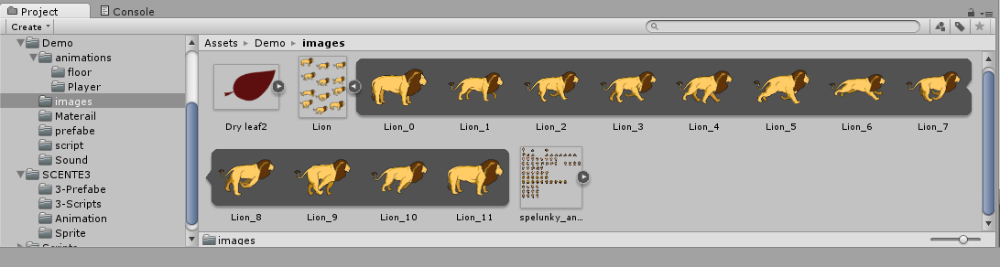 Project
Console
Create
Assets ▸ Demo ▸ images
Demo
animations
floor
Player
images
Materail
prefabe
script
Sound
SCENTE3
3-Prefabe
3-Scripts
Animation
Sprite
Scripts
Dry leaf2
Lion
Lion_0
Lion_1
Lion_2
Lion_3
Lion_4
Lion_5
Lion_6
Lion_7
Lion_8
Lion_9
Lion_10
Lion_11
spelunky_an...
images